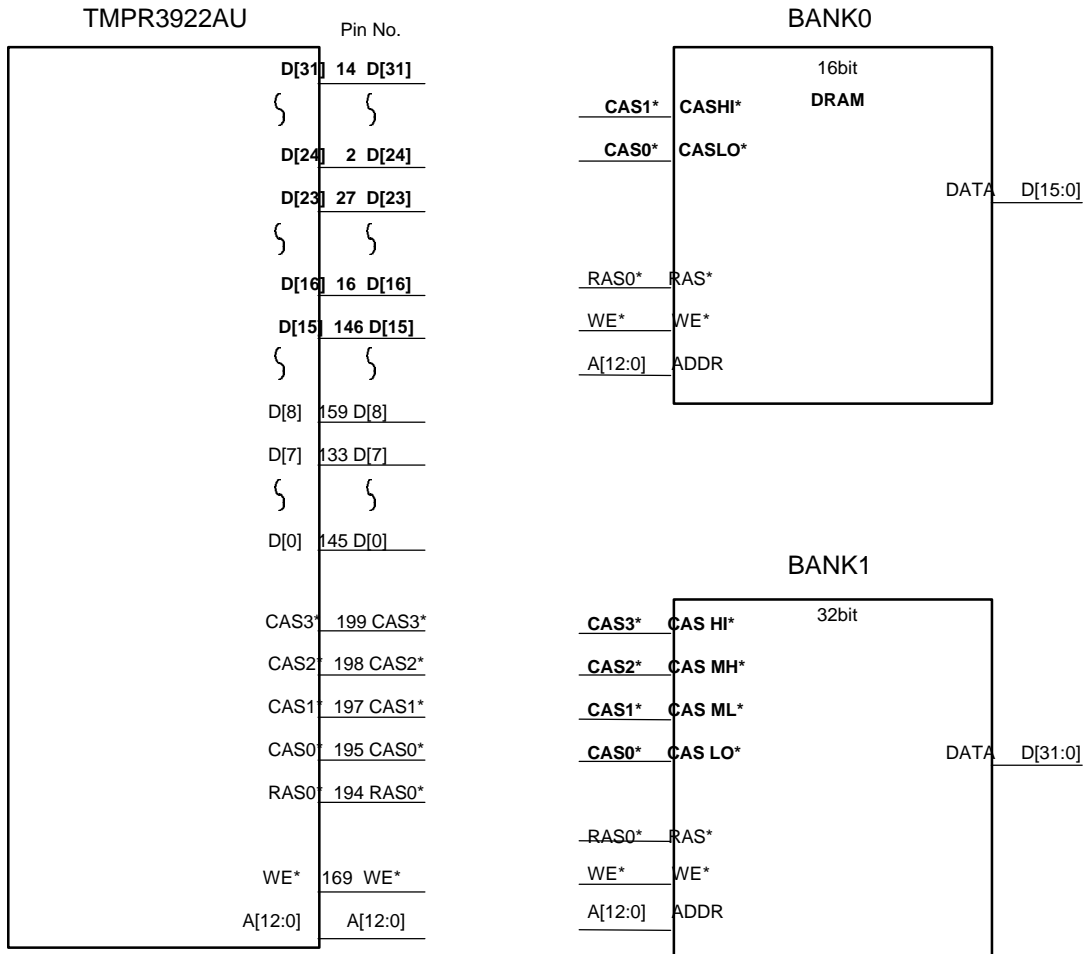 TMPR3922AU
Pin No.
D[31] 14 D[31]
D[24] 2 D[24]
D[23] 27 D[23]
D[16] 16 D[16]
D[15] 146 D[15]
D[8] 159 D[8]
D[7] 133 D[7]
D[0] 145 D[0]
CAS3* 199 CAS3*
CAS2* 198 CAS2*
CAS1* 197 CAS1*
CAS0* 195 CAS0*
RAS0* 194 RAS0*
WE* 169 WE*
A[12:0] A[12:0]
BANK0
16bit
DRAM
CAS1* CASHI*
CAS0* CASLO*
DATA D[15:0]
RAS0* RAS*
WE* WE*
A[12:0] ADDR
BANK1
32bit
CAS3* CAS HI*
CAS2* CAS MH*
CAS1* CAS ML*
CAS0* CAS LO*
DATA D[31:0]
RAS0* RAS*
WE* WE*
A[12:0] ADDR